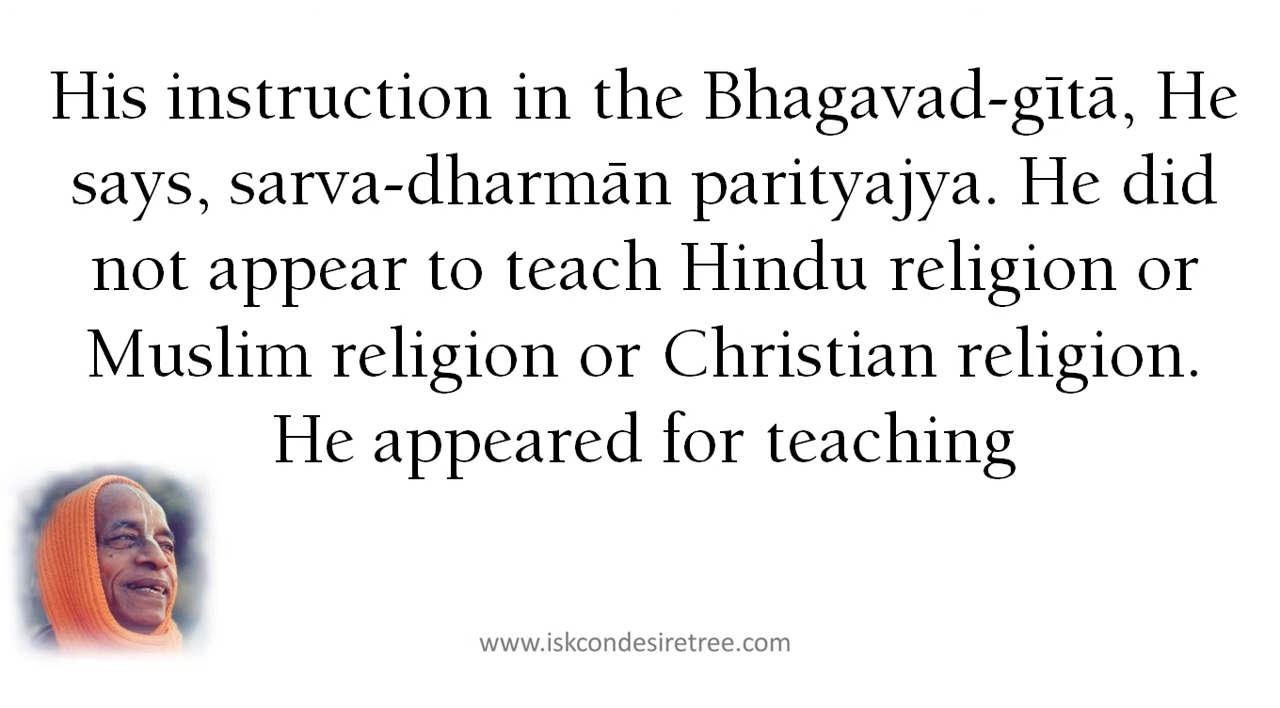 His instruction in the Bhagavad-gītā, He
says, sarva-dharmān parityajya. He did
not appear to teach Hindu religion or
Muslim religion or Christian religion.
He appeared for teaching
www.iskcondesiretree.com